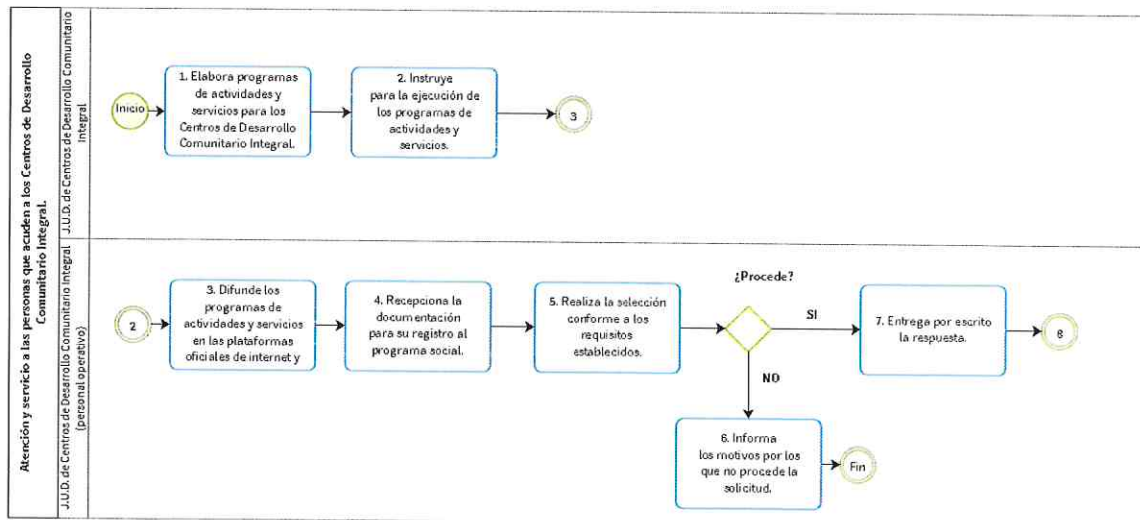 Atención y servicio a las personas que acuden a los Centros de Desarrollo
Comunitario Integral.
J.U.D. de Centros de Desarrollo Comunitario
Integral
Inicio
1. Elabora programas
de actividades y
servicios para los
Centros de Desarrollo
Comunitario Integral.
2. Instruye
para la ejecución de
los programas de
actividades y
servicios.
3
J.U.D. de Centros de Desarrollo Comunitario Integral
(personal operativo)
2
3. Difunde los
programas de
actividades y servicios
en las plataformas
oficiales de internet y
4. Recepciona la
documentación
para su registro al
programa social.
5. Realiza la selección
conforme a los
requisitos
establecidos.
¿Procede?
SI
7. Entrega por escrito
la respuesta.
8
NO
6. Informa
los motivos por los
que no procede la
solicitud.
Fin